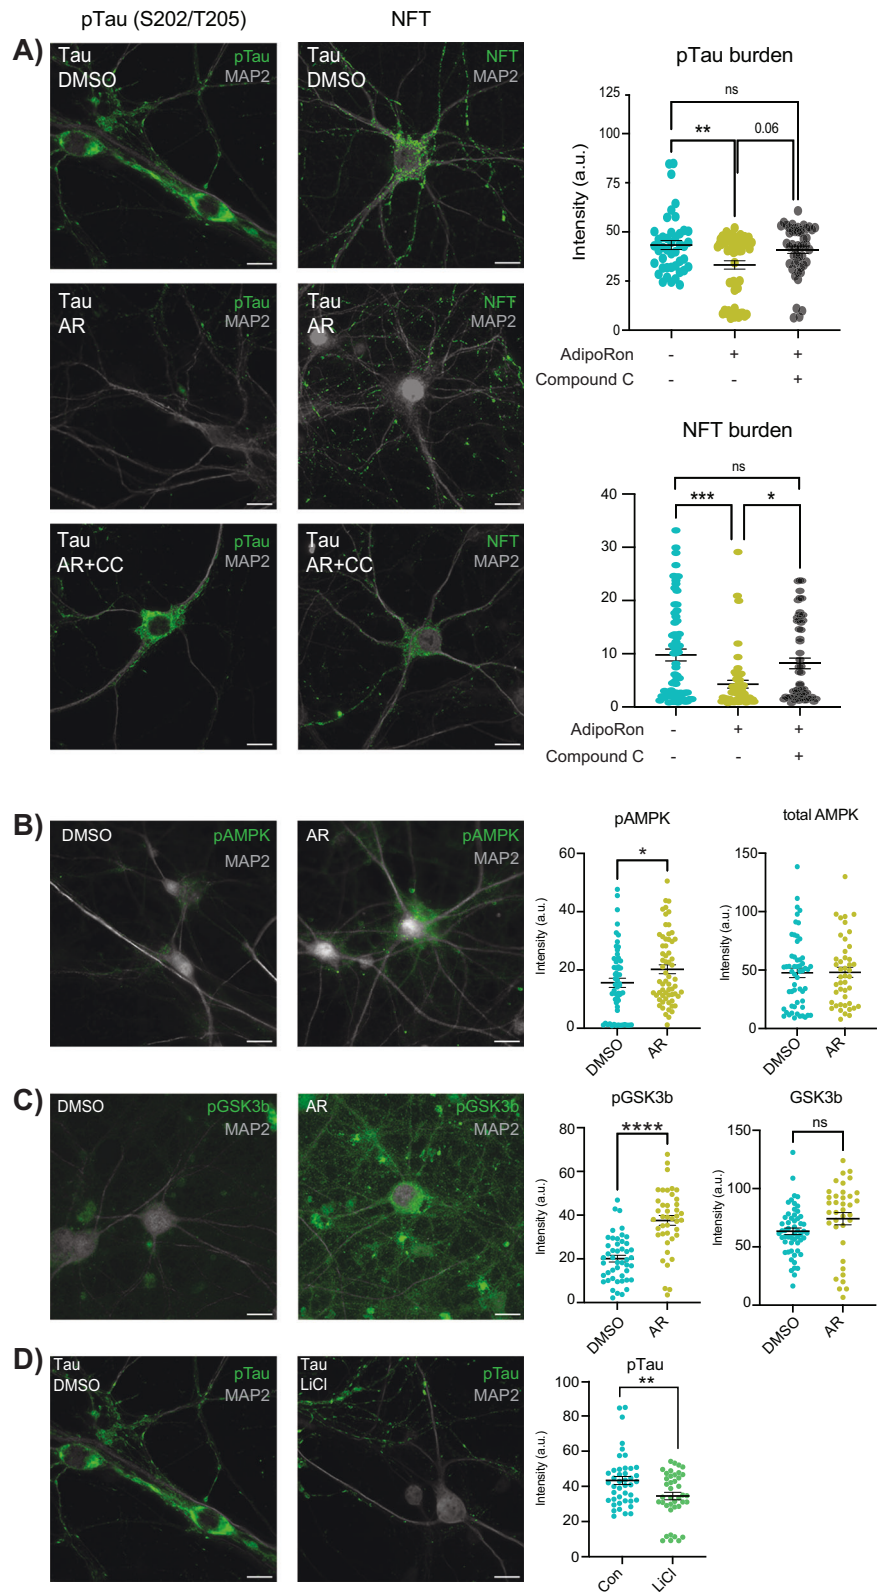 pTau (S202/T205) NFT
A)
Tau DMSO pTau MAP2
Tau DMSO NFT MAP2
pTau burden
ns
** 0.06
Intensity (a.u.)
125
100
75
50
25
0
AdipoRon - + +
Compound C - - +
Tau AR pTau MAP2
Tau AR NFT MAP2
NFT burden
ns
*** *
40
30
20
10
0
AdipoRon - + +
Compound C - - +
Tau AR+CC pTau MAP2
Tau AR+CC NFT MAP2
B)
DMSO pAMPK MAP2
AR pAMPK MAP2
pAMPK
*
Intensity (a.u.)
60
40
20
0
DMSO AR
total AMPK
Intensity (a.u.)
150
100
50
0
DMSO AR
C)
DMSO pGSK3b MAP2
AR pGSK3b MAP2
pGSK3b
****
Intensity (a.u.)
80
60
40
20
0
DMSO AR
GSK3b
ns
Intensity (a.u.)
150
100
50
0
DMSO AR
D)
Tau DMSO pTau MAP2
Tau LiCl pTau MAP2
pTau
**
Intensity (a.u.)
100
80
60
40
20
0
Con LiCl